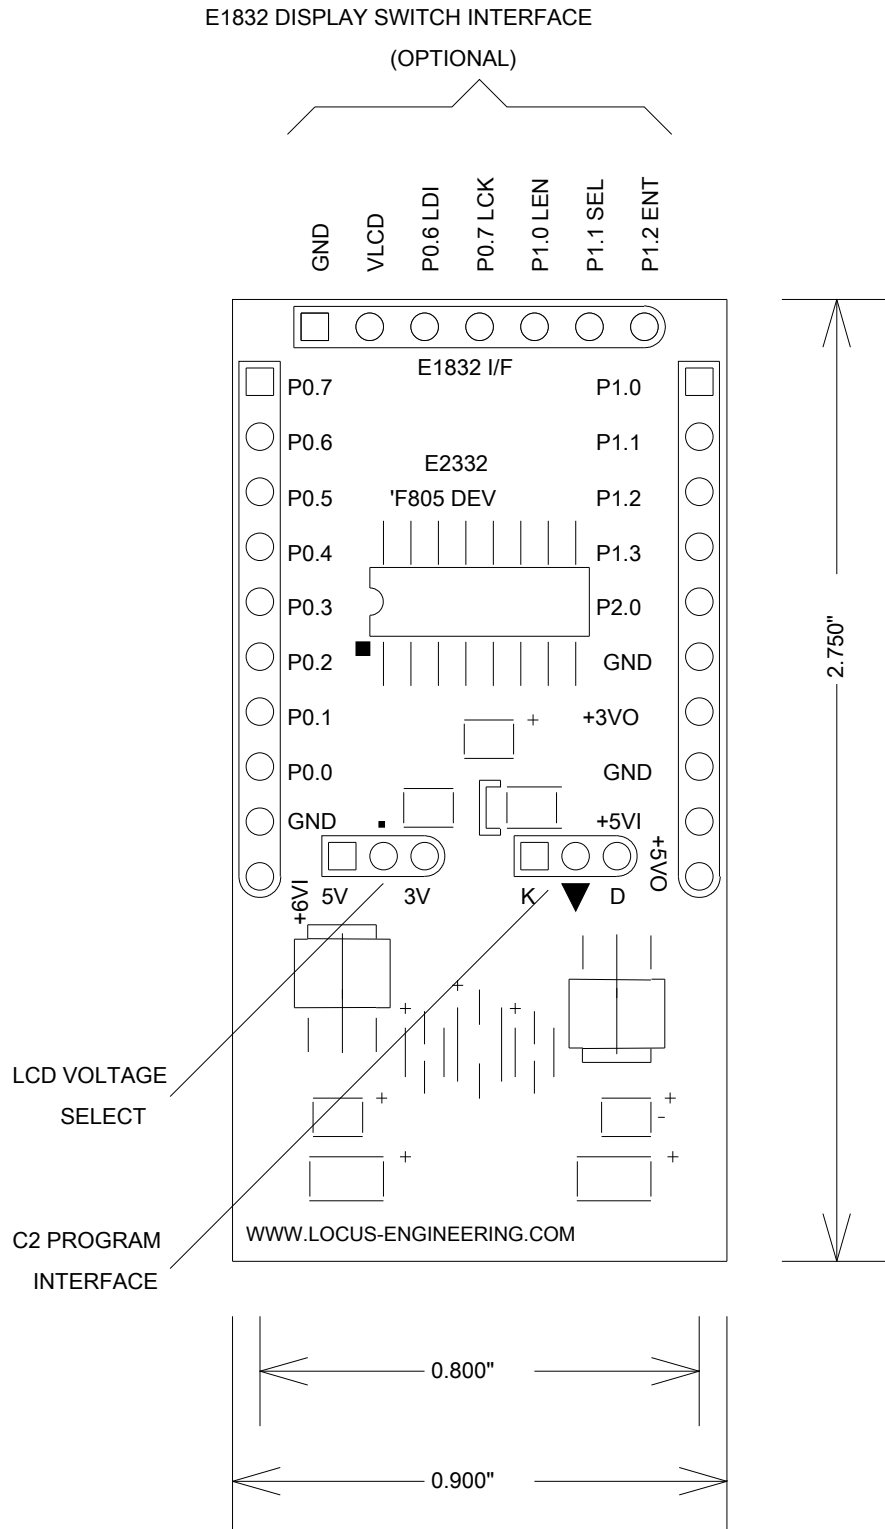 E1832 DISPLAY SWITCH INTERFACE
(OPTIONAL)
GND
VLCD
P0.6 LDI
P0.7 LCK
P1.0 LEN
P1.1 SEL
P1.2 ENT
E1832 I/F
P0.7
P1.0
P0.6
P1.1
E2332
P0.5
'F805 DEV
P1.2
P0.4
P1.3
P0.3
P2.0
P0.2
GND
P0.1
+3VO
P0.0
GND
GND
+5VI
+6VI
5V
3V
K
D
+5VO
2.750"
LCD VOLTAGE
SELECT
C2 PROGRAM
INTERFACE
WWW.LOCUS-ENGINEERING.COM
0.800"
0.900"